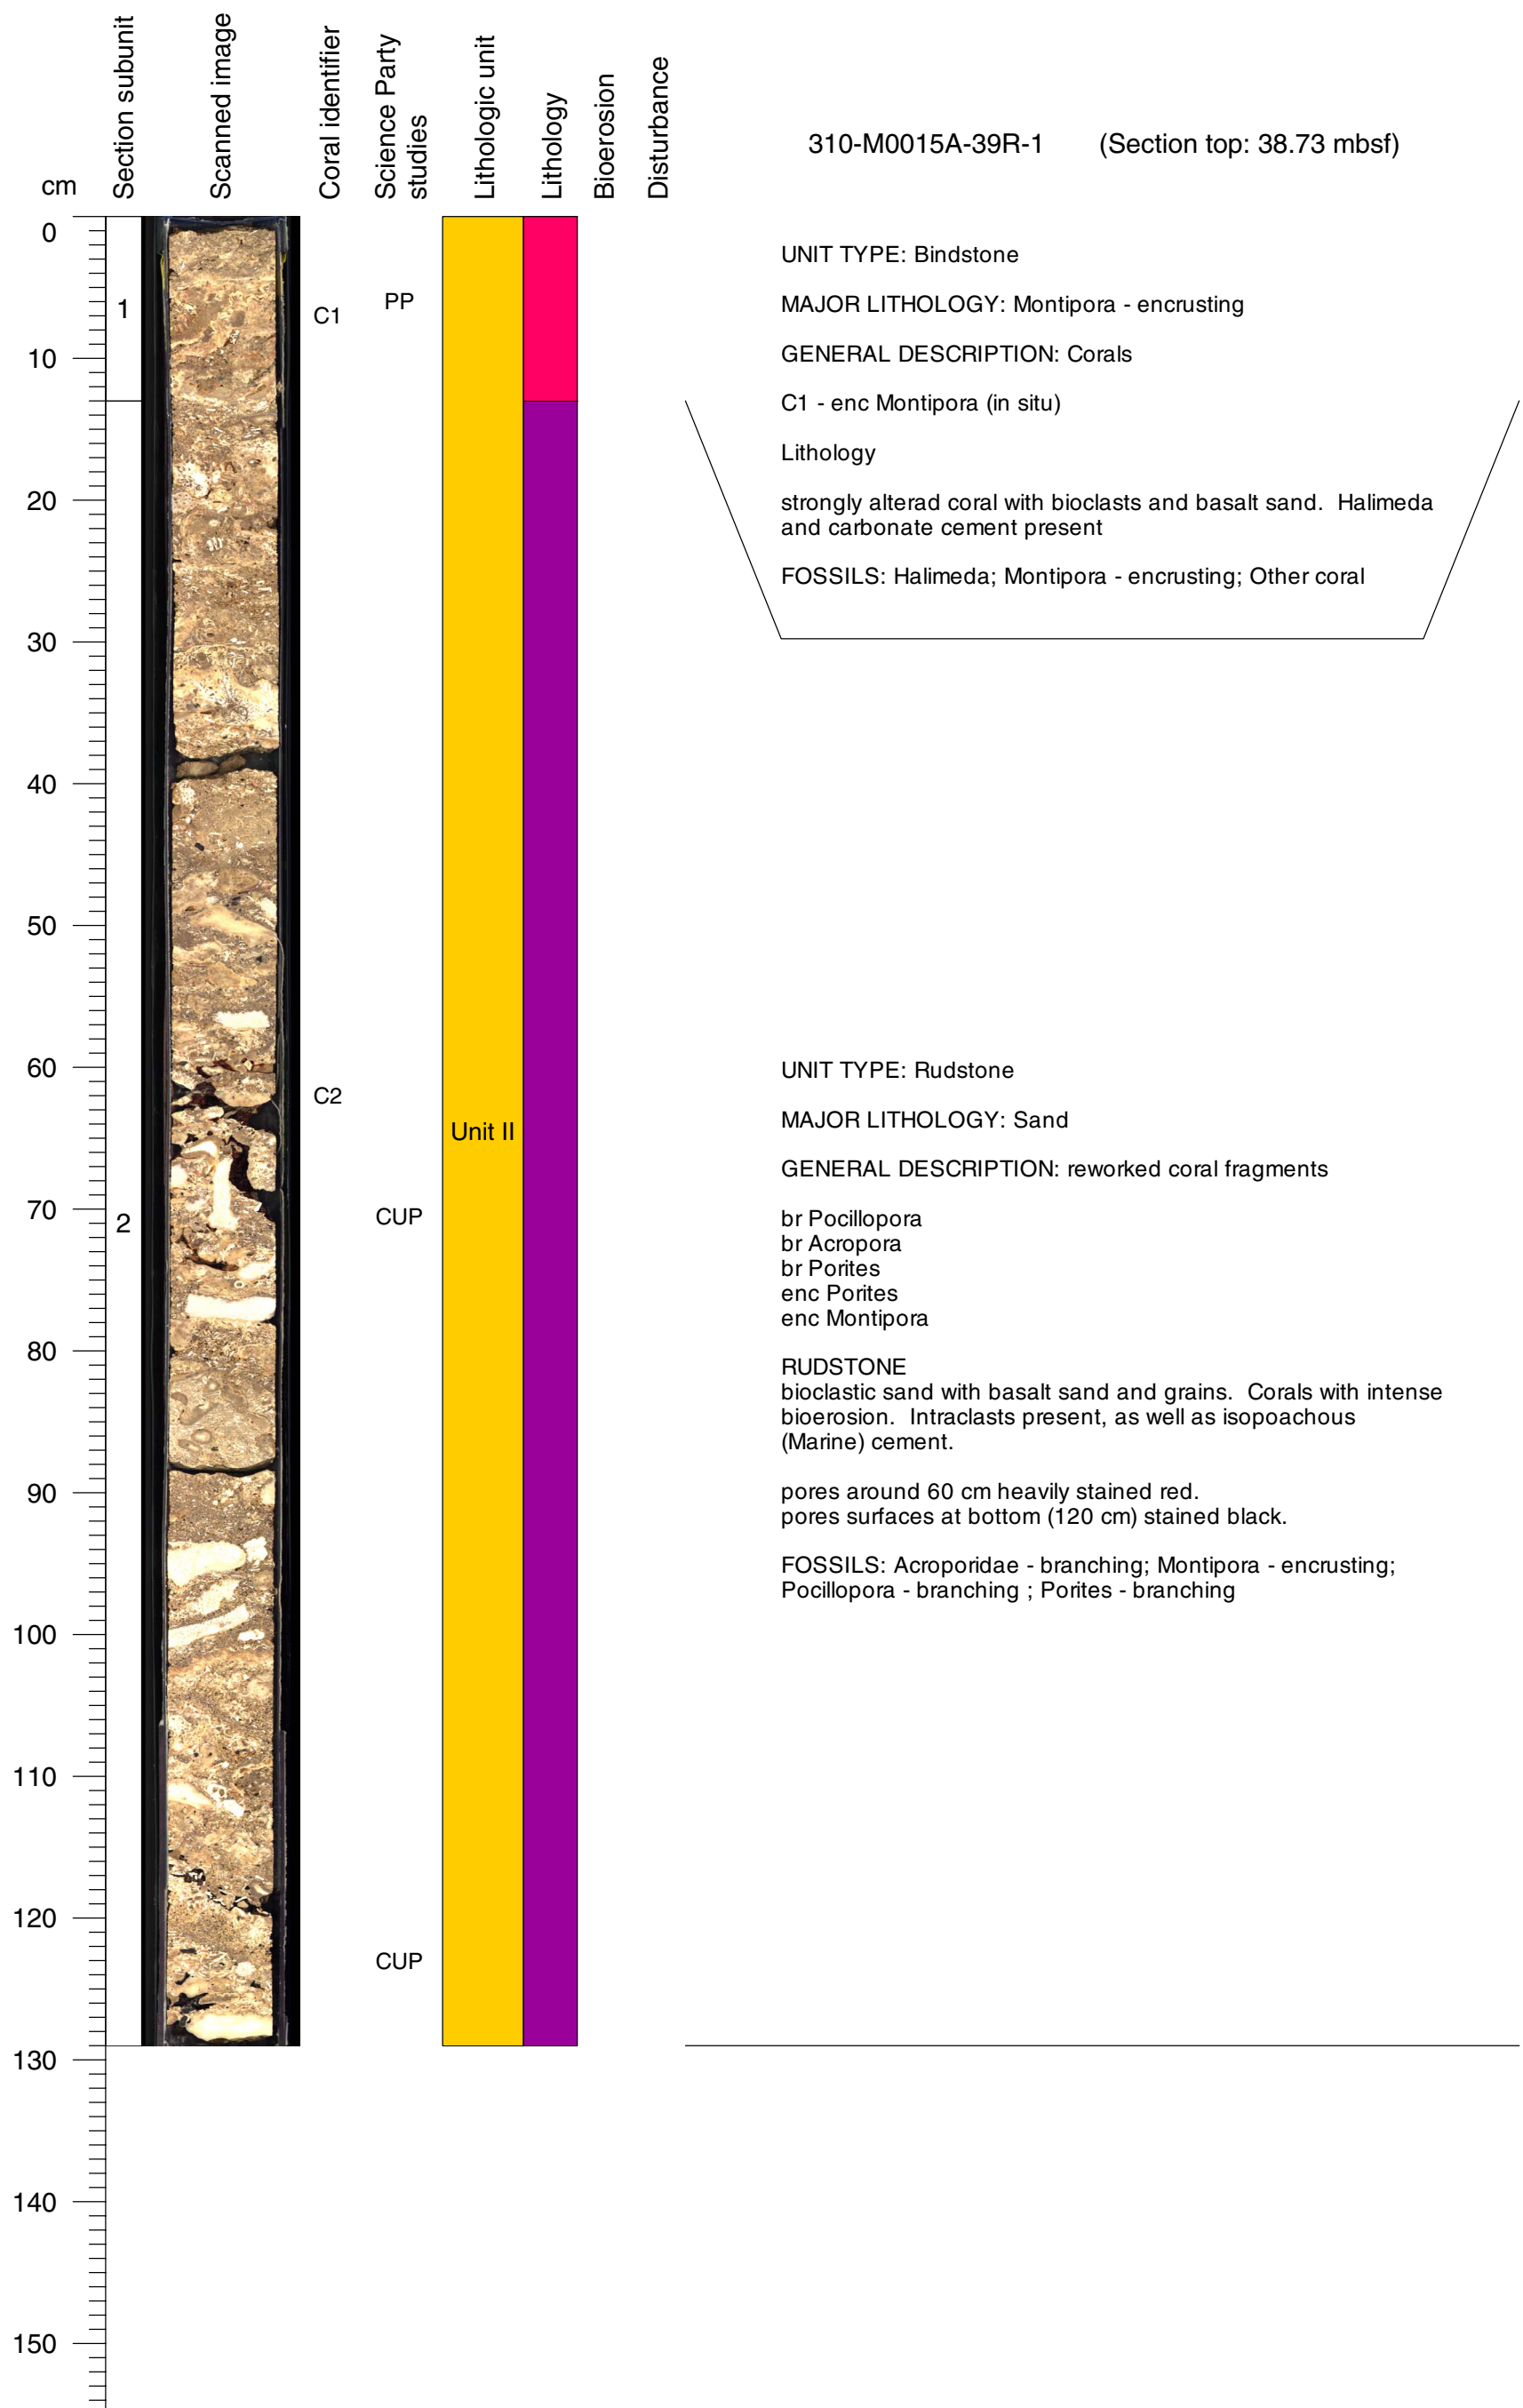 Section subunit
Scanned image
Coral identifier
Science Party
studies
Lithologic unit
Lithology
Bioerosion
Disturbance
310-M0015A-39R-1 (Section top: 38.73 mbsf)
cm
0
10
20
30
40
50
60
70
80
90
100
110
120
130
140
150
1
2
C1
C2
PP
CUP
CUP
Unit II
UNIT TYPE: Bindstone
MAJOR LITHOLOGY: Montipora - encrusting
GENERAL DESCRIPTION: Corals
C1 - enc Montipora (in situ)
Lithology
strongly alterad coral with bioclasts and basalt sand. Halimeda
and carbonate cement present
FOSSILS: Halimeda; Montipora - encrusting; Other coral
UNIT TYPE: Rudstone
MAJOR LITHOLOGY: Sand
GENERAL DESCRIPTION: reworked coral fragments
br Pocillopora
br Acropora
br Porites
enc Porites
enc Montipora
RUDSTONE
bioclastic sand with basalt sand and grains. Corals with intense
bioerosion. Intraclasts present, as well as isopoachous
(Marine) cement.
pores around 60 cm heavily stained red.
pores surfaces at bottom (120 cm) stained black.
FOSSILS: Acroporidae - branching; Montipora - encrusting;
Pocillopora - branching ; Porites - branching